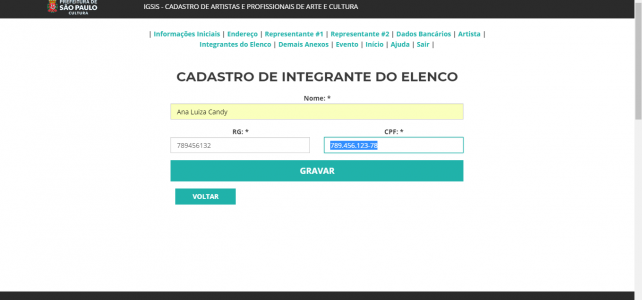 PREFEITURA DE
SÃO PAULO
CULTURA
IGSIS - CADASTRO DE ARTISTAS E PROFISSIONAIS DE ARTE E CULTURA
| Informações Iniciais | Endereço | Representante #1 | Representante #2 | Dados Bancários | Artista |
Integrantes do Elenco | Demais Anexos | Evento | Início | Ajuda | Sair |
CADASTRO DE INTEGRANTE DO ELENCO
Nome: *
Ana Luiza Candy
RG: * CPF: *
789456132 789.456.123-78
GRAVAR
VOLTAR